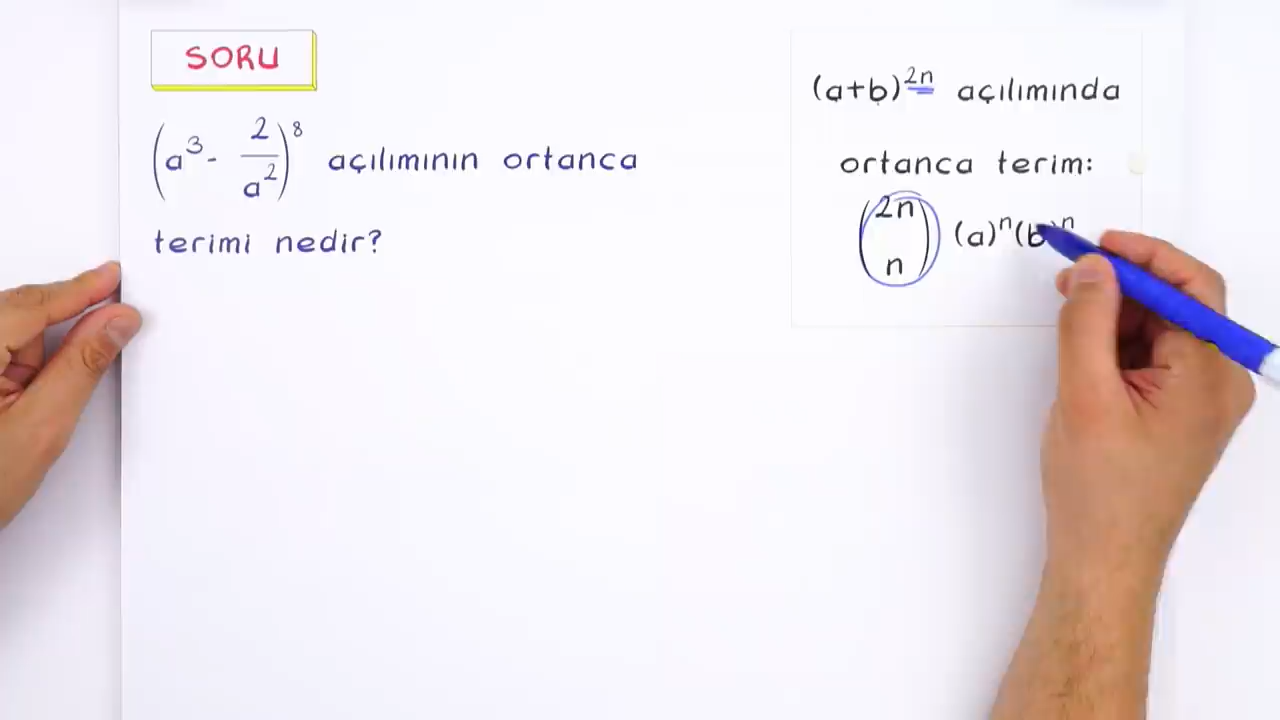 SORU
(a³ - 2/a²)⁸ açılımının ortanca
terimi nedir?
(a+b)²ⁿ açılımında
ortanca terim:
(2n n) (a)ⁿ(b)ⁿ